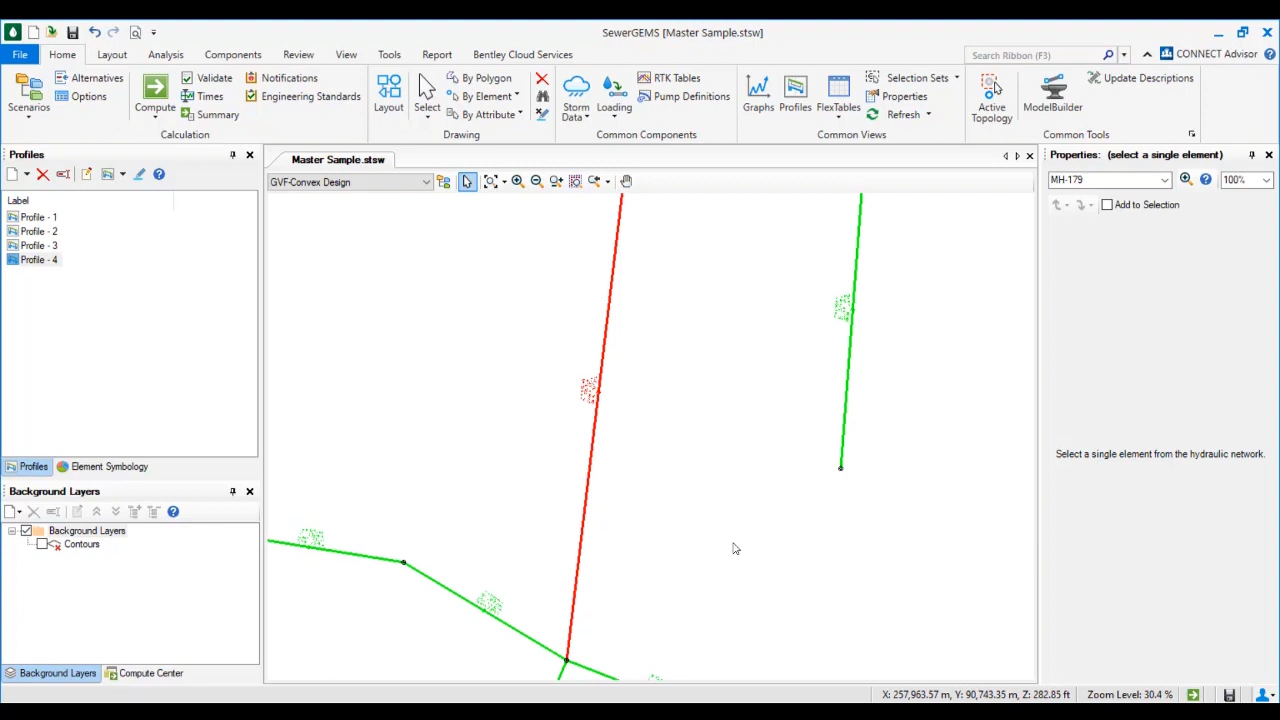 SewerGEMS [Master Sample.stsw]
File Home Layout Analysis Components Review View Tools Report Bentley Cloud Services Search Ribbon (F3) CONNECT Advisor
Scenarios Alternatives Options
Compute Validate Times Summary Notifications Engineering Standards
Calculation
Layout Select By Polygon By Element By Attribute
Drawing
Storm Data Loading RTK Tables Pump Definitions
Common Components
Graphs Profiles FlexTables Selection Sets Properties Refresh
Common Views
Active Topology ModelBuilder Update Descriptions
Common Tools
Profiles
Label
Profile - 1
Profile - 2
Profile - 3
Profile - 4
Profiles Element Symbology
Background Layers
Background Layers
Contours
Background Layers Compute Center
Master Sample.stsw
GVF-Convex Design
Properties: (select a single element)
MH-179 100%
Add to Selection
Select a single element from the hydraulic network.
X: 257,963.57 m, Y: 90,743.35 m, Z: 282.85 ft Zoom Level: 30.4 %